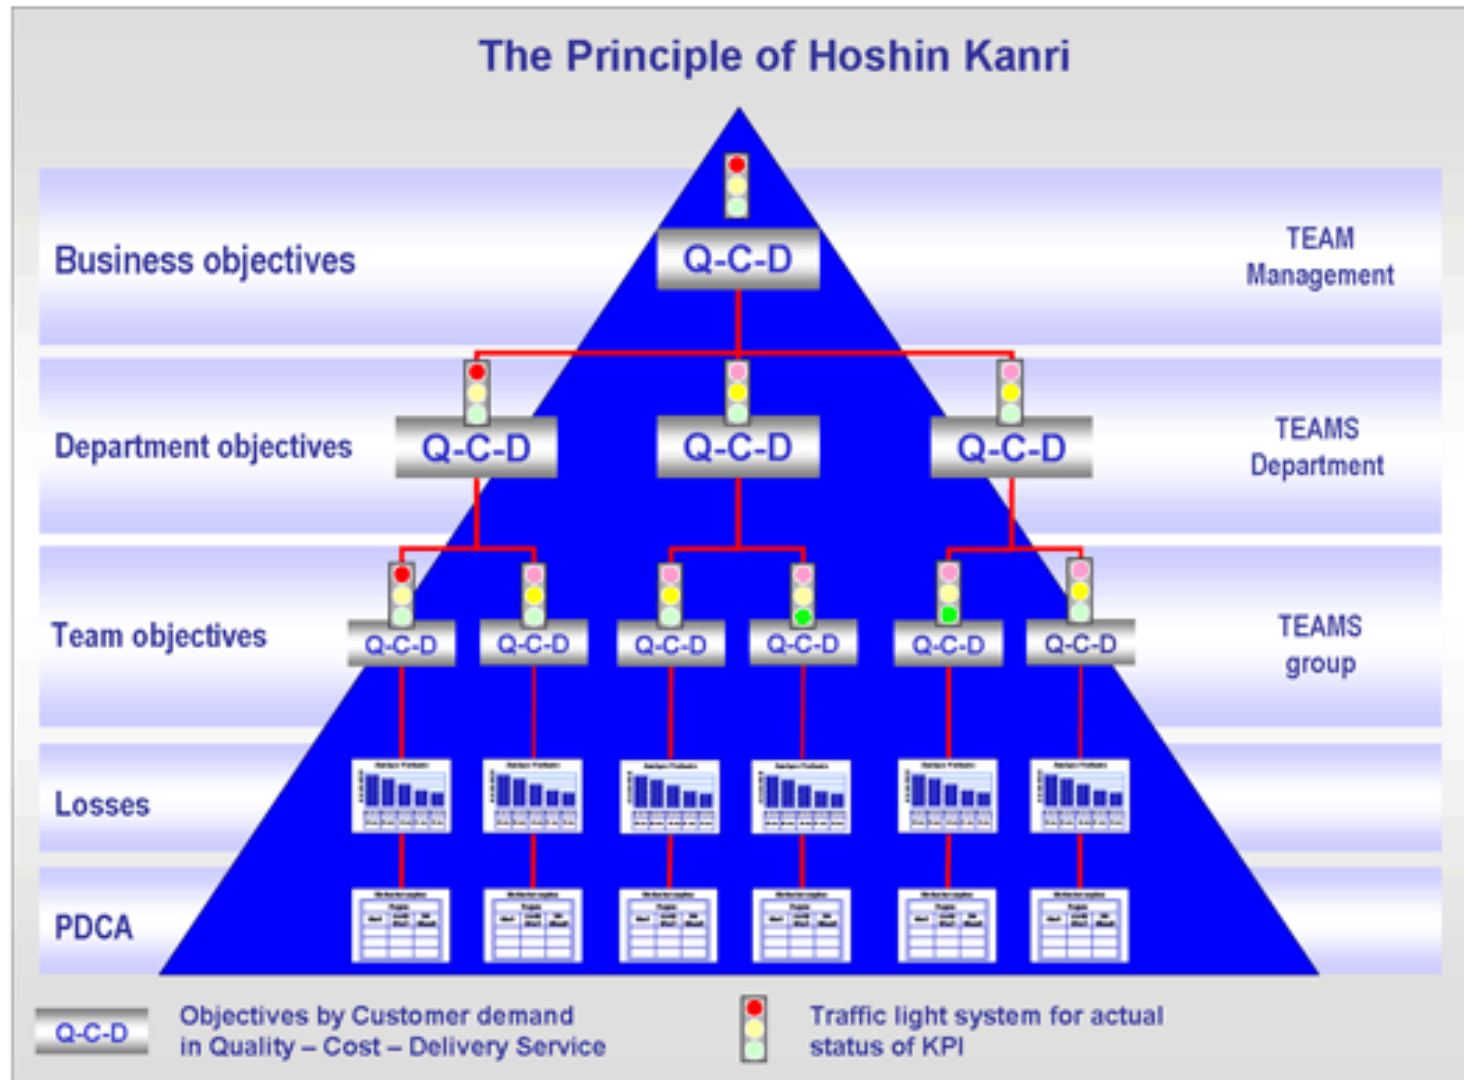 The Principle of Hoshin Kanri
Business objectives
Q-C-D
TEAM
Management
Department objectives
Q-C-D
Q-C-D
Q-C-D
TEAMS
Department
Team objectives
Q-C-D
Q-C-D
Q-C-D
Q-C-D
Q-C-D
Q-C-D
TEAMS
group
Losses
PDCA
Q-C-D
Objectives by Customer demand
in Quality – Cost – Delivery Service
Traffic light system for actual
status of KPI